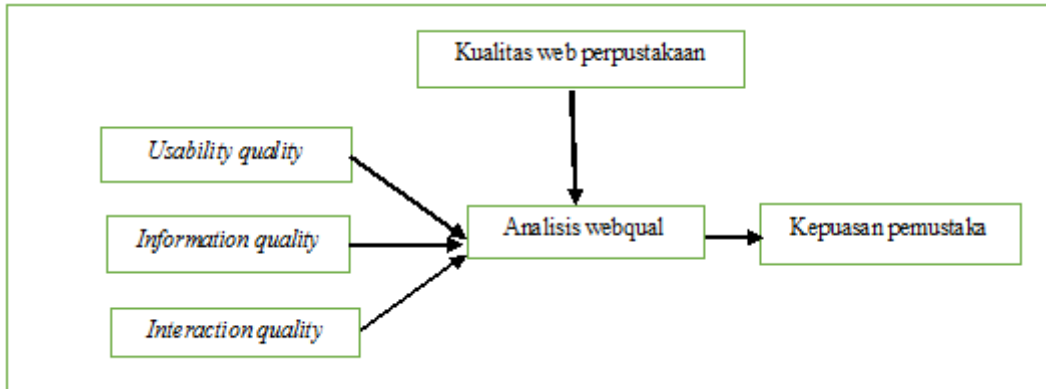 Kualitas web perpustakaan
Usability quality
Information quality
Analisis webqual
Kepuasan pemustaka
Interaction quality